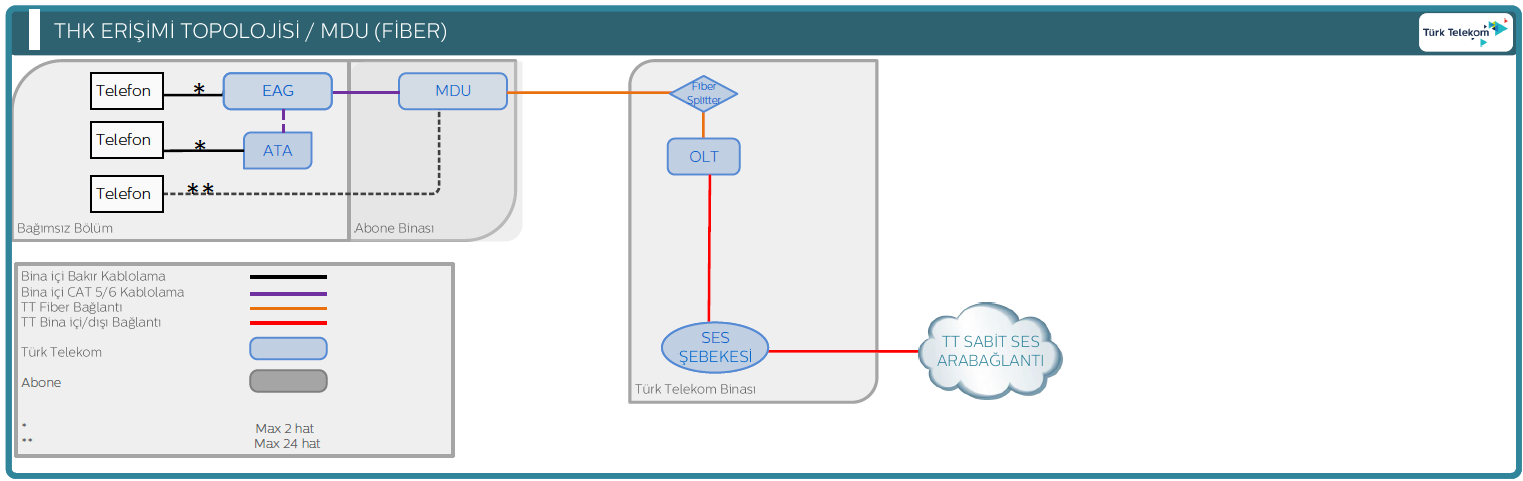 THK ERİŞİMİ TOPOLOJİSİ / MDU (FİBER)
Türk Telekom
Telefon
*
EAG
MDU
Fiber
Splitter
Telefon
*
ATA
OLT
Telefon
**
Bağımsız Bölüm
Abone Binası
Bina içi Bakır Kablolama
Bina içi CAT 5/6 Kablolama
TT Fiber Bağlantı
TT Bina içi/dışı Bağlantı
Türk Telekom
Abone
* Max 2 hat
** Max 24 hat
SES
ŞEBEKESİ
TT SABİT SES
ARABAĞLANTI
Türk Telekom Binası